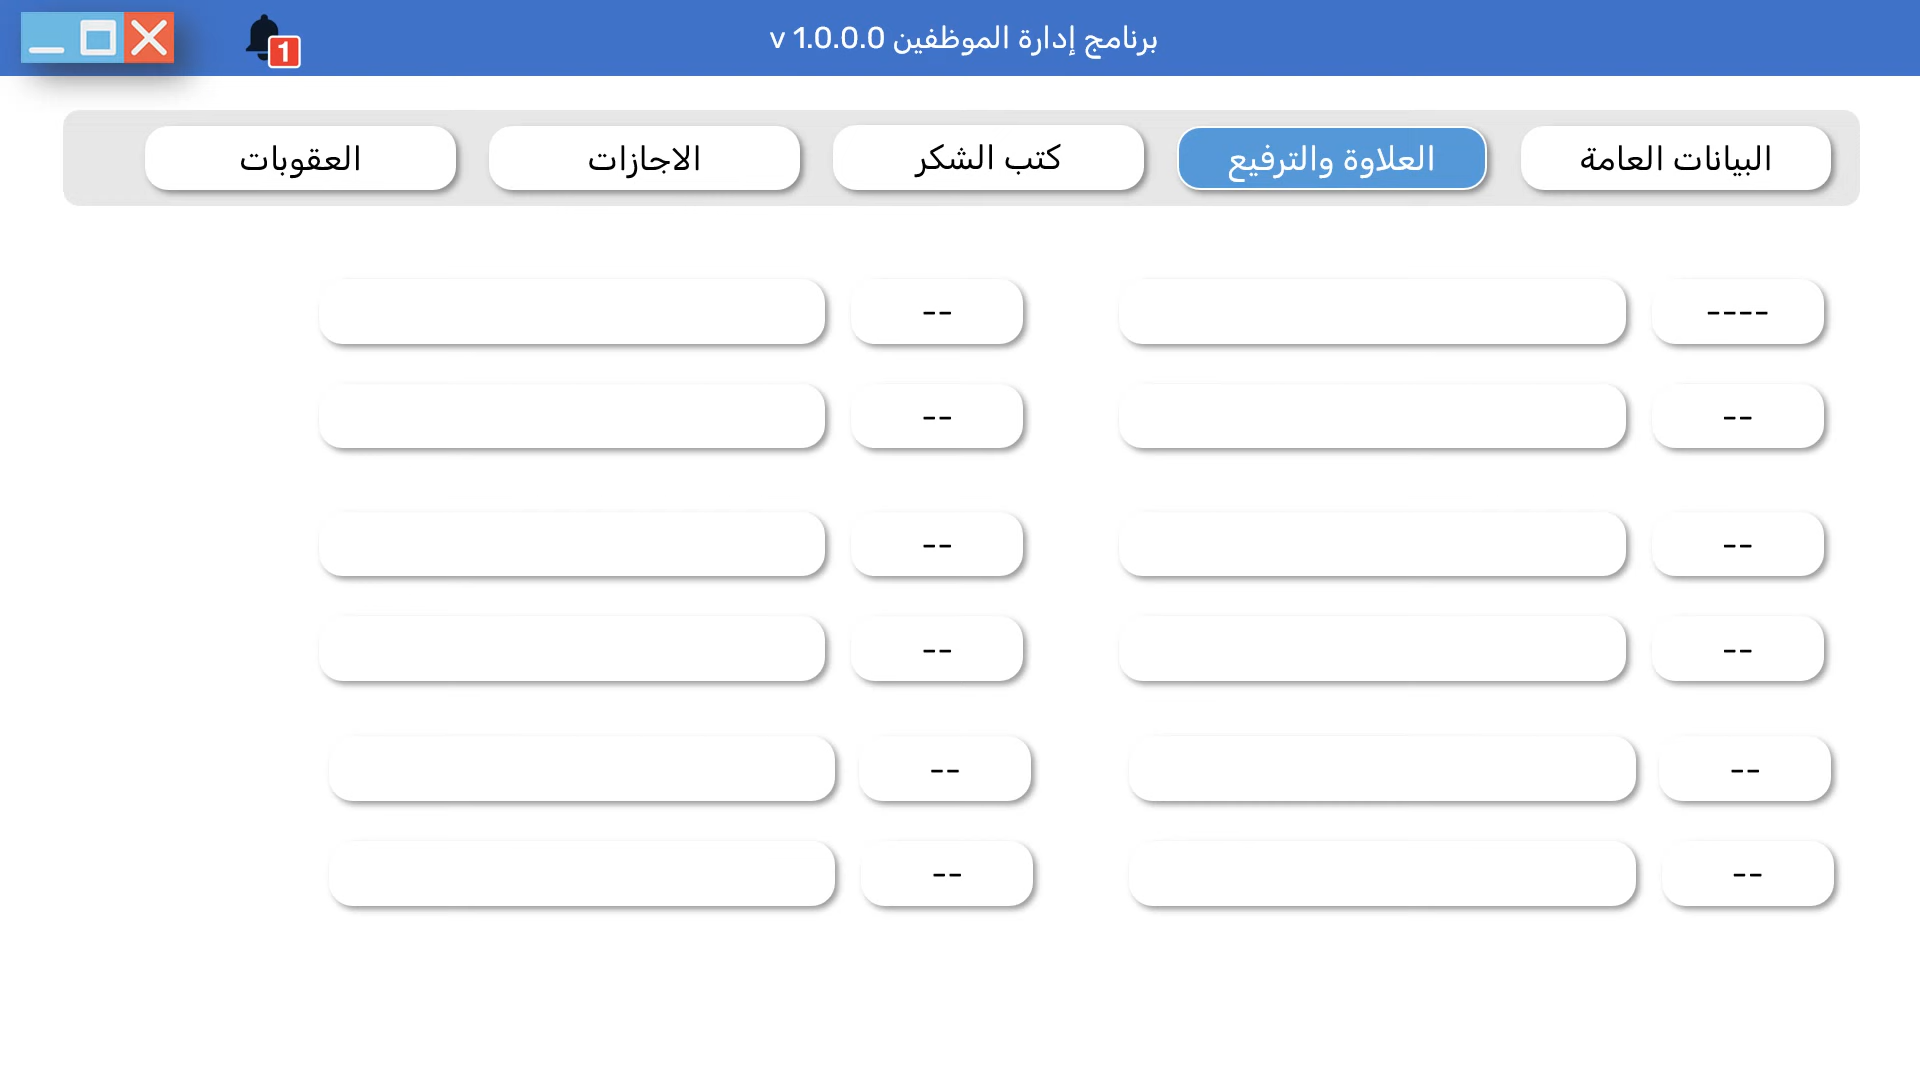 برنامج إدارة الموظفين v 1.0.0.0
1
البيانات العامة
العلاوة والترفيع
كتب الشكر
الاجازات
العقوبات
----
--
--
--
--
--
--
--
--
--
--
--